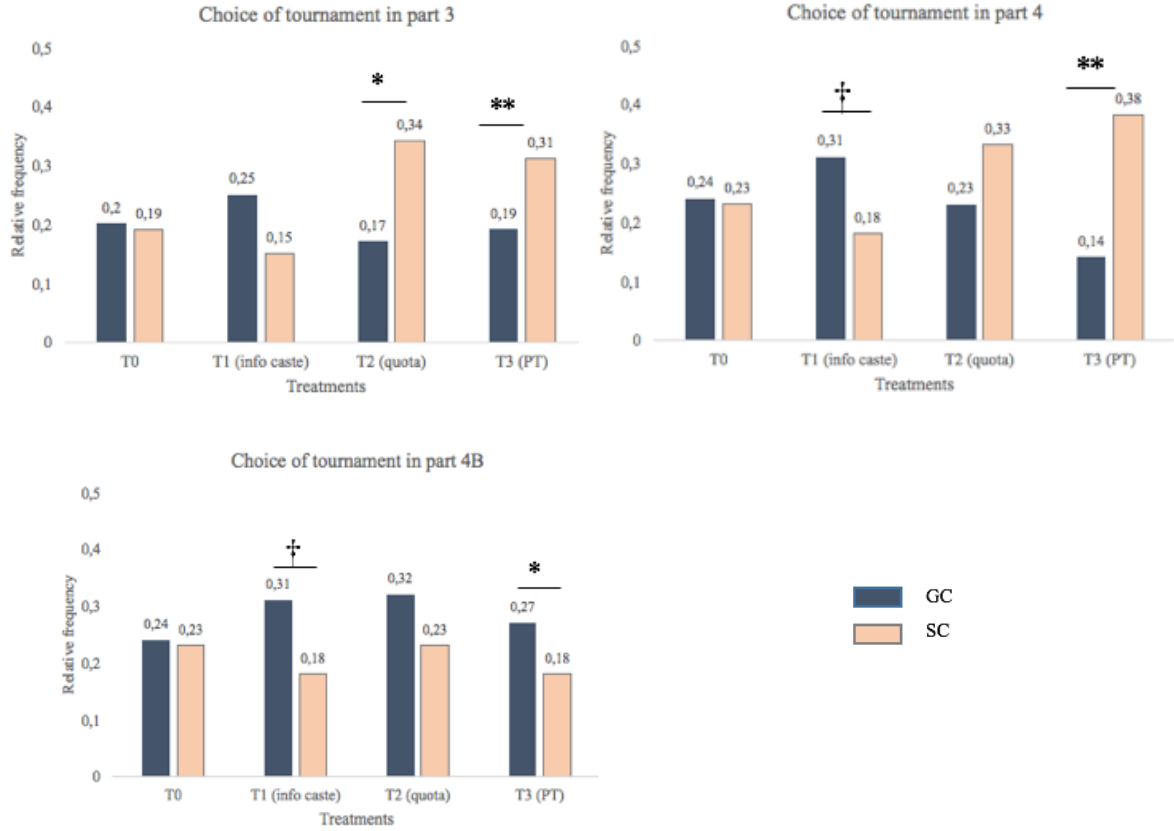 Choice of tournament in part 3
Relative frequency
0,5
0,4
0,3
0,2
0,1
0
0,2
0,19
0,25
0,15
*
0,17
0,34
**
0,19
0,31
T0
T1 (info caste)
T2 (quota)
T3 (PT)
Treatments
Choice of tournament in part 4
Relative frequency
0,5
0,4
0,3
0,2
0,1
0
0,24
0,23
‡
0,31
0,18
0,23
0,33
**
0,14
0,38
T0
T1 (info caste)
T2 (quota)
T3 (PT)
Treatments
Choice of tournament in part 4B
Relative frequency
0,5
0,4
0,3
0,2
0,1
0
0,24
0,23
†
0,31
0,18
0,32
0,23
*
0,27
0,18
T0
T1 (info caste)
T2 (quota)
T3 (PT)
Treatments
GC
SC